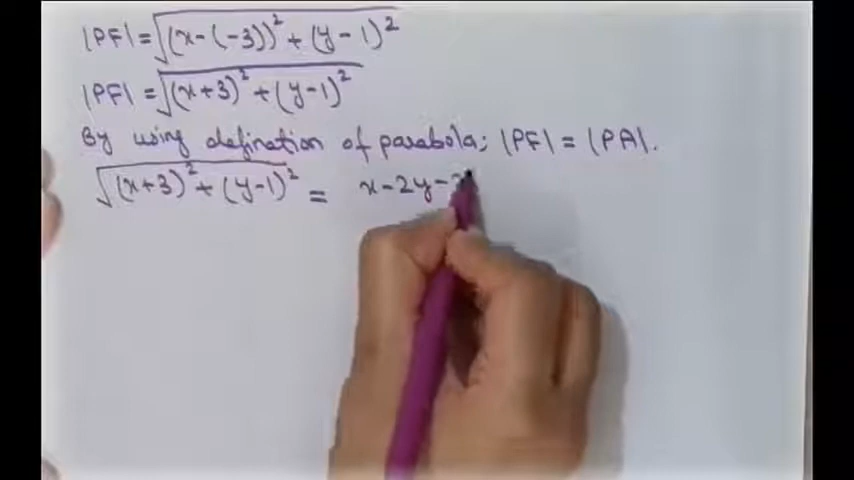 |PF| = √(x-(-3))² + (y-1)²
|PF| = √(x+3)² + (y-1)²
By using defination of parabola; |PF| = |PA|.
√(x+3)² + (y-1)² = x-2y-